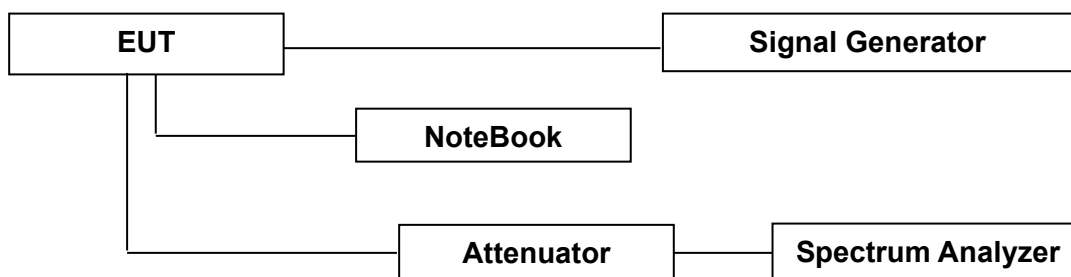 EUT
Signal Generator
NoteBook
Attenuator
Spectrum Analyzer